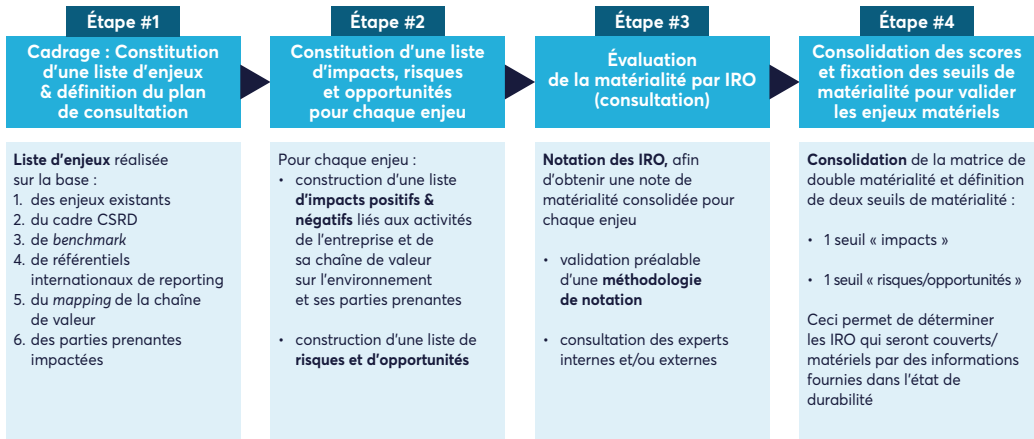 Étape #1
Cadrage : Constitution
d'une liste d'enjeux
& définition du plan
de consultation
Liste d'enjeux réalisée
sur la base :
1. des enjeux existants
2. du cadre CSRD
3. de benchmark
4. de référentiels
internationaux de reporting
5. du mapping de la chaîne
de valeur
6. des parties prenantes
impactées
Étape #2
Constitution d'une liste
d'impacts, risques
et opportunités
pour chaque enjeu
Pour chaque enjeu :
• construction d'une liste
d'impacts positifs &
négatifs liés aux activités
de l'entreprise et de
sa chaîne de valeur
sur l'environnement
et ses parties prenantes
• construction d'une liste de
risques et d'opportunités
Étape #3
Évaluation
de la matérialité par IRO
(consultation)
Notation des IRO, afin
d'obtenir une note de
matérialité consolidée pour
chaque enjeu
• validation préalable
d'une méthodologie
de notation
• consultation des experts
internes et/ou externes
Étape #4
Consolidation des scores
et fixation des seuils de
matérialité pour valider
les enjeux matériels
Consolidation de la matrice de
double matérialité et définition
de deux seuils de matérialité :
• 1 seuil « impacts »
• 1 seuil « risques/opportunités »
Ceci permet de déterminer
les IRO qui seront couverts/
matériels par des informations
fournies dans l'état de
durabilité